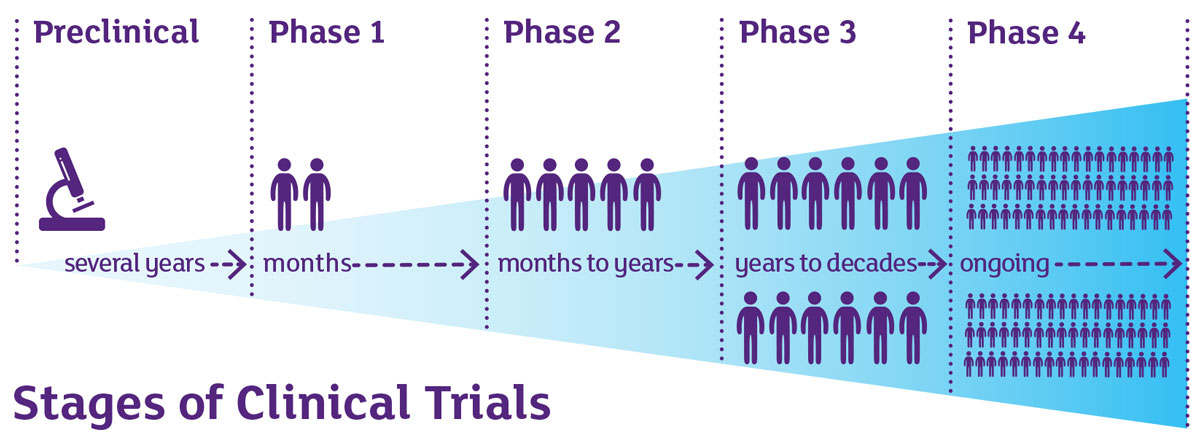 Preclinical
Phase 1
Phase 2
Phase 3
Phase 4
several years
months
months to years
years to decades
ongoing
Stages of Clinical Trials